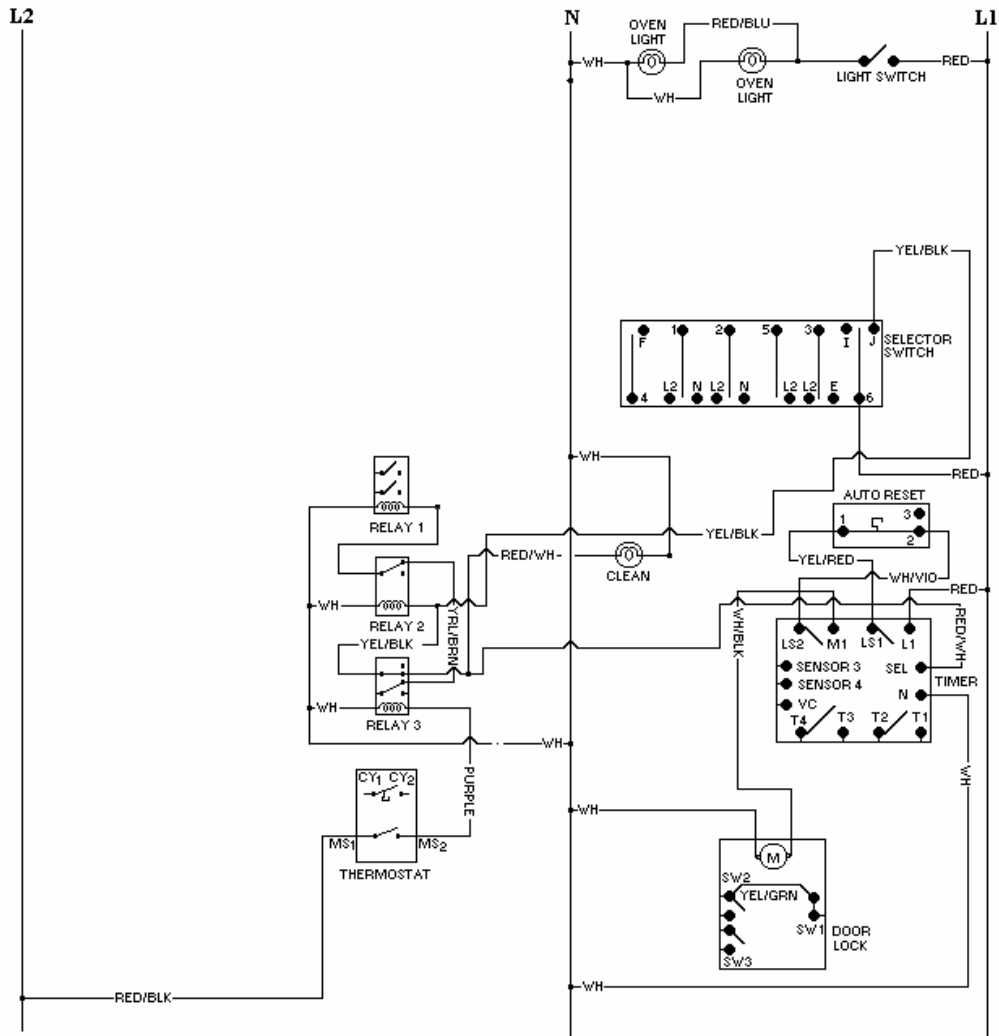 L2 N L1
OVEN LIGHT
RED/BLU
WH
OVEN LIGHT
LIGHT SWITCH
RED
WH
YEL/BLK
F 1 2 5 3 I J
SELECTOR SWITCH
4 L2 N L2 N L2 L2 E 6
WH
RED
AUTO RESET
1 3 2
RELAY 1
YEL/BLK
RED/WH
CLEAN
YEL/RED
WH/VIO
RED
WH
RELAY 2
YEL/BLK
YRL/BRN
WH/BLK
RED/WH
LS2 M1 LS1 L1
SENSOR 3
SEL
SENSOR 4
TIMER
N
VC
T4 T3 T2 T1
WH
RELAY 3
WH
PURPLE
WH
CY1 CY2
MS1 MS2
THERMOSTAT
WH
M
SW2
YEL/GRN
SW1
DOOR LOCK
SW3
RED/BLK
WH